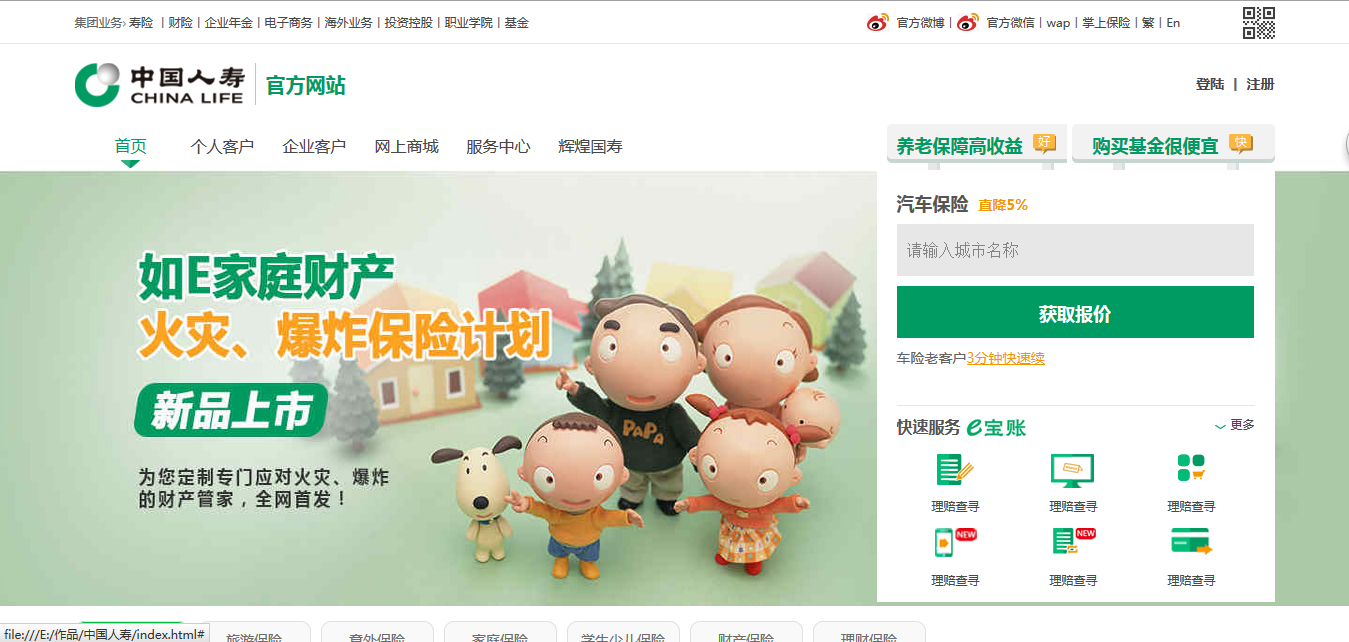 集团业务> 寿险 | 财险 | 企业年金 | 电子商务 | 海外业务 | 投资控股 | 职业学院 | 基金
官方微博 | 官方微信 | wap | 掌上保险 | 繁 | En
中国人寿
CHINA LIFE
官方网站
登陆 | 注册
首页 个人客户 企业客户 网上商城 服务中心 辉煌国寿
养老保障高收益 好
购买基金很便宜 快
汽车保险 直降5%
请输入城市名称
获取报价
车险老客户3分钟快速续
如E家庭财产
火灾、爆炸保险计划
新品上市
为您定制专门应对火灾、爆炸
的财产管家，全网首发！
PAPA
快速服务 e宝账 更多
理赔查寻 理赔查寻 理赔查寻
NEW NEW
理赔查寻 理赔查寻 理赔查寻
file:///E:/作品/中国人寿/index.html#
旅游保险 意外保险 家庭保险 学生少儿保险 财产保险 理财保险